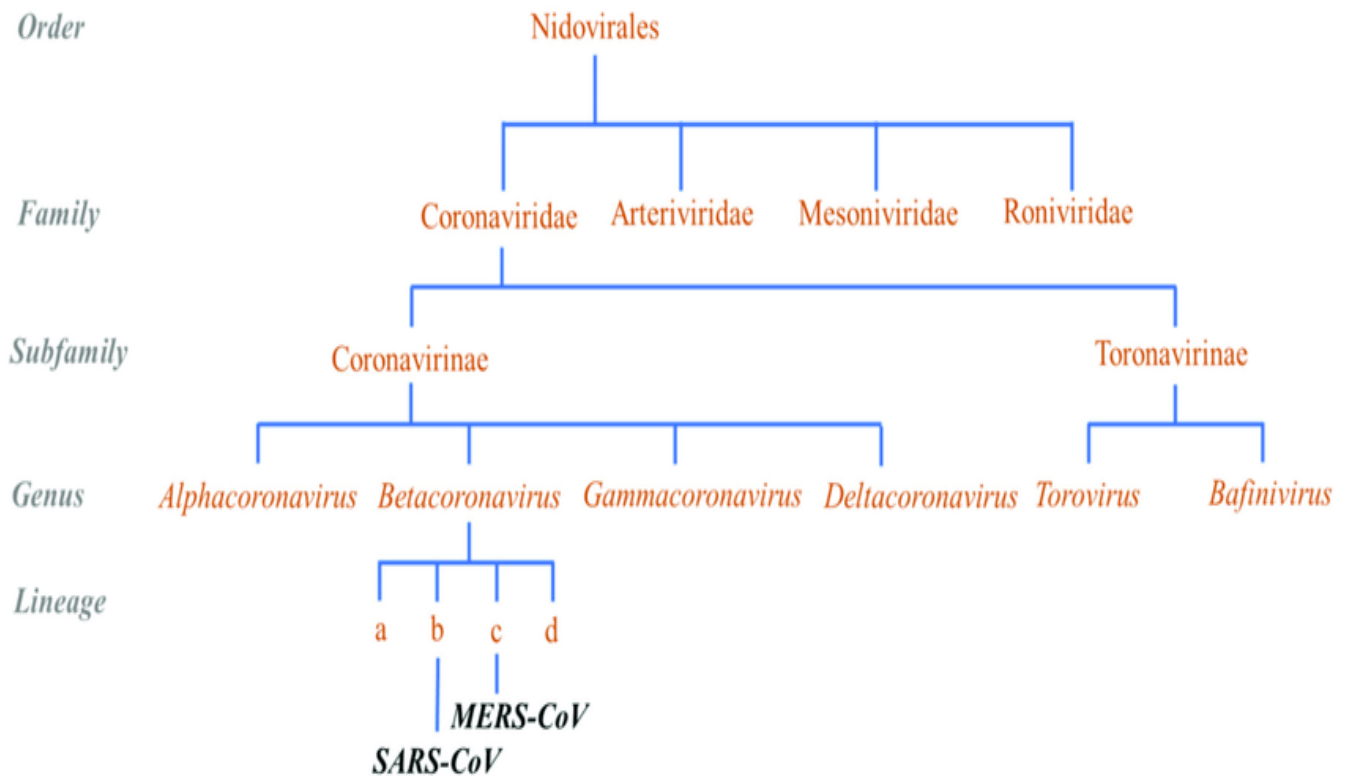 Order Nidovirales
Family Coronaviridae Arteriviridae Mesoniviridae Roniviridae
Subfamily Coronavirinae Toronavirinae
Genus Alphacoronavirus Betacoronavirus Gammacoronavirus Deltacoronavirus Torovirus Bafinivirus
Lineage
a b c d
MERS-CoV
SARS-CoV